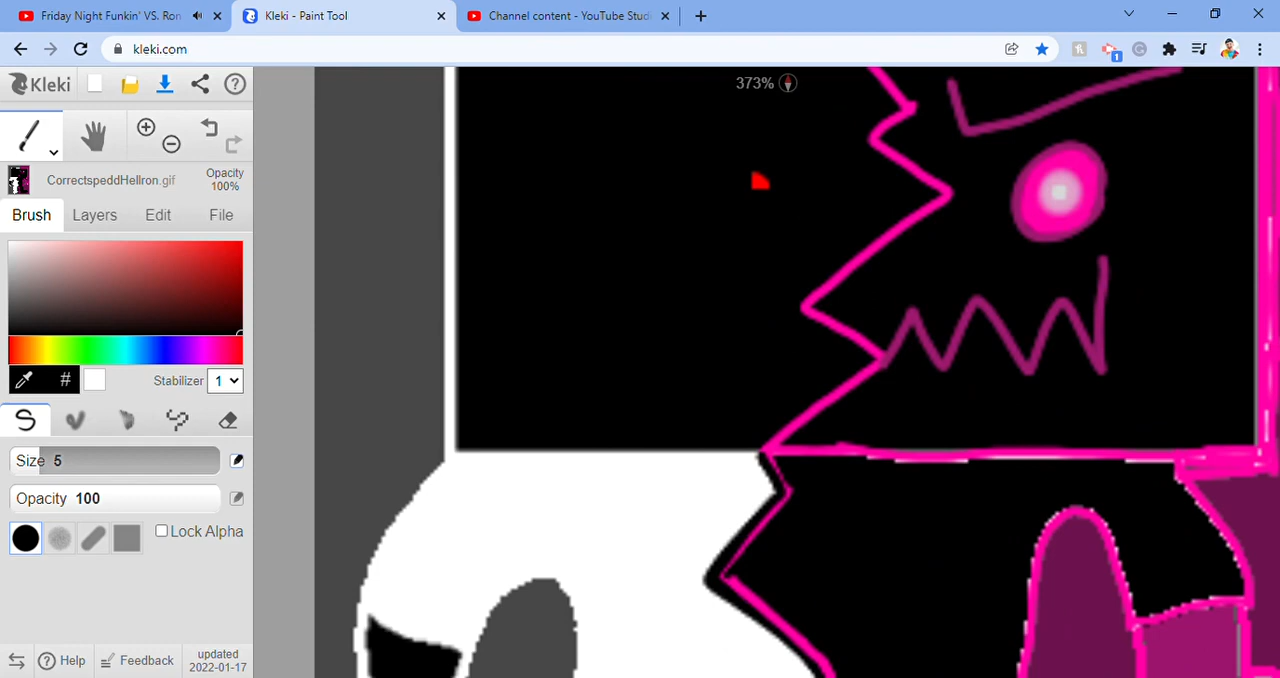 Friday Night Funkin' VS. Ron
Kleki - Paint Tool
Channel content - YouTube Studi
kleki.com
1
Kleki
373%
CorrectspeddHellron.gif
Opacity
100%
Brush
Layers
Edit
File
#
Stabilizer
1
Size 5
Opacity 100
Lock Alpha
Help
Feedback
updated
2022-01-17